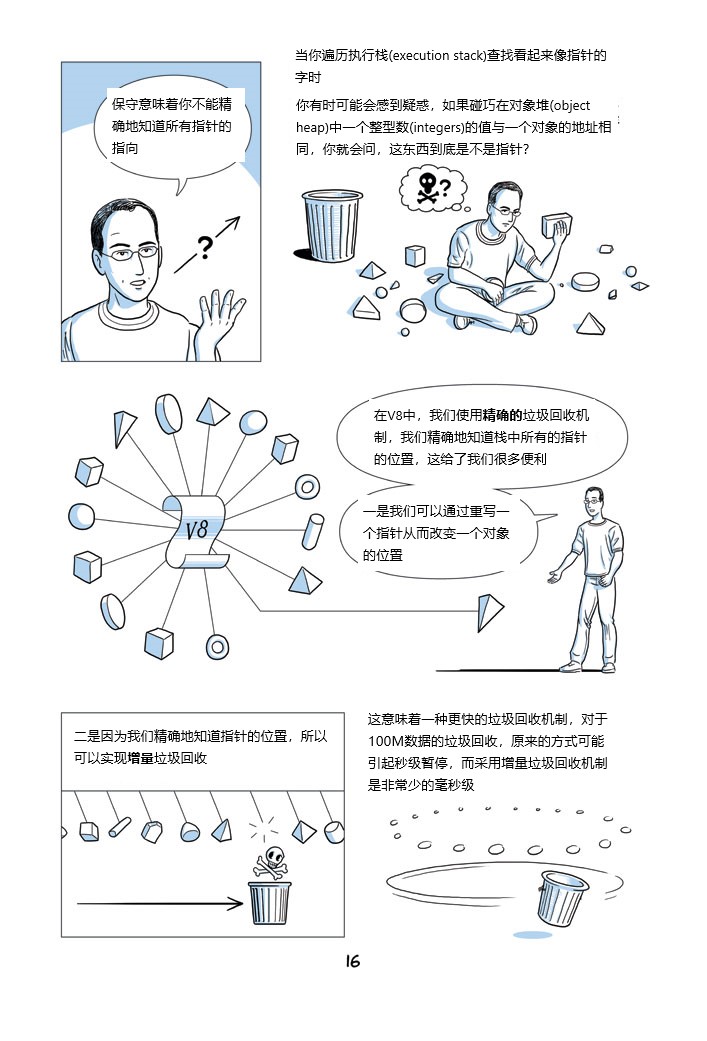 保守意味着你不能精
确地知道所有指针的
指向
当你遍历执行栈(execution stack)查找看起来像指针的
字时
你有时可能会感到疑惑，如果碰巧在对象堆(object
heap)中一个整型数(integers)的值与一个对象的地址相
同，你就会问，这东西到底是不是指针?
?
?
在V8中，我们使用精确的垃圾回收机
制，我们精确地知道栈中所有的指针
的位置，这给了我们很多便利
一是我们可以通过重写一
个指针从而改变一个对象
的位置
V8
二是因为我们精确地知道指针的位置，所以
可以实现增量垃圾回收
这意味着一种更快的垃圾回收机制，对于
100M数据的垃圾回收，原来的方式可能
引起秒级暂停，而采用增量垃圾回收机制
是非常少的毫秒级
16